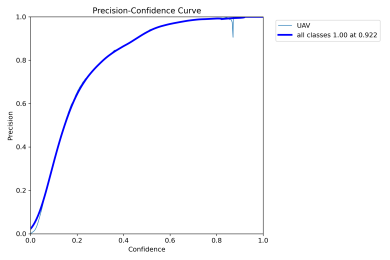 Precision-Confidence Curve
UAV
all classes 1.00 at 0.922
1.0
0.8
0.6
0.4
0.2
0.0
Precision
0.0 0.2 0.4 0.6 0.8 1.0
Confidence